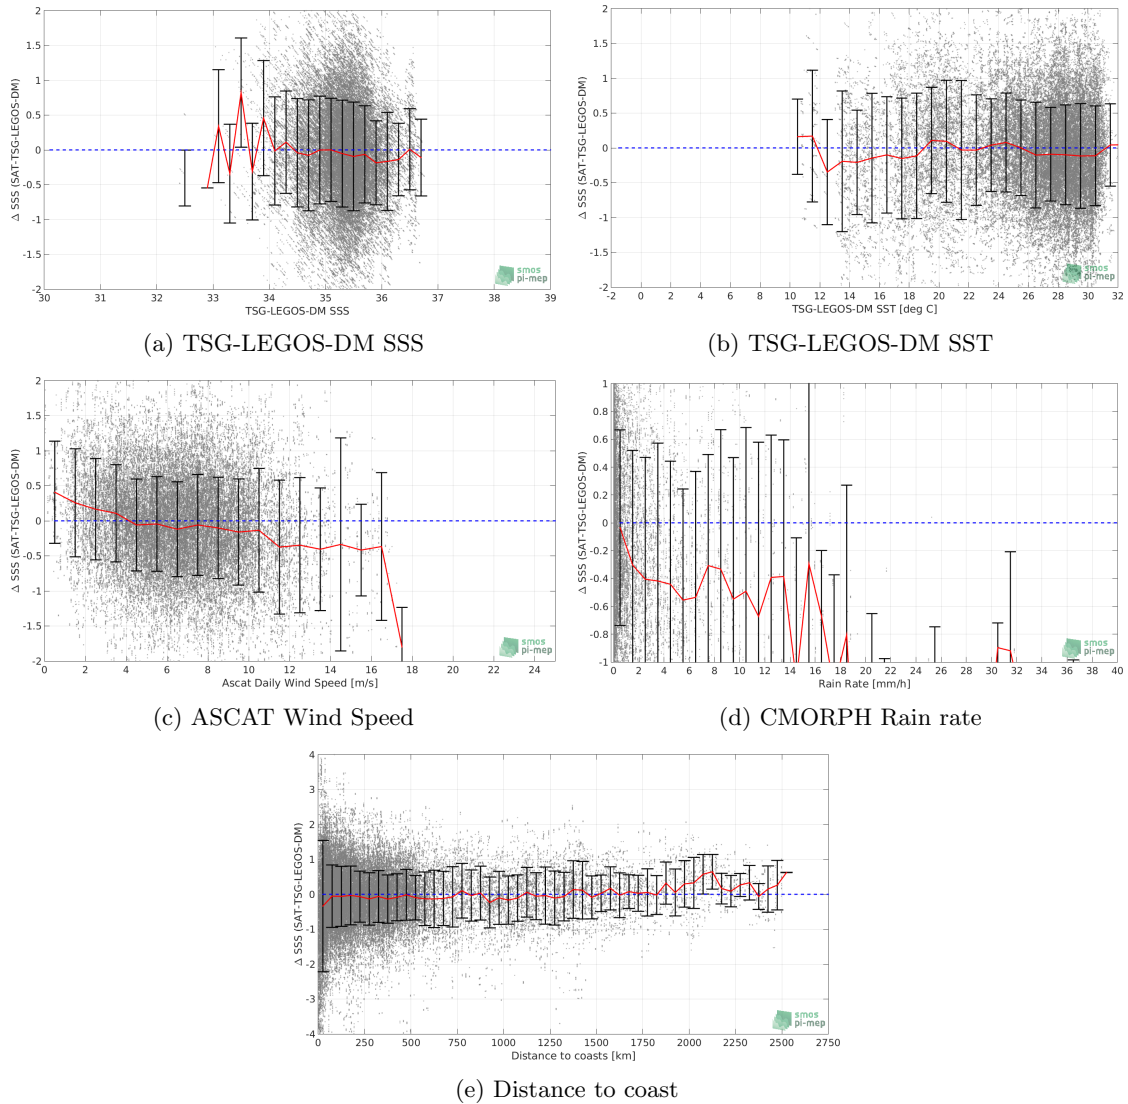 2
1.5
1
0.5
0
-0.5
-1
-1.5
-2
Δ SSS (SAT-TSG-LEGOS-DM)
30 31 32 33 34 35 36 37 38 39
TSG-LEGOS-DM SSS
smos
pi-mep
(a) TSG-LEGOS-DM SSS
2
1.5
1
0.5
0
-0.5
-1
-1.5
-2
Δ SSS (SAT-TSG-LEGOS-DM)
-2 0 2 4 6 8 10 12 14 16 18 20 22 24 26 28 30 32
TSG-LEGOS-DM SST [deg C]
smos
pi-mep
(b) TSG-LEGOS-DM SST
2
1.5
1
0.5
0
-0.5
-1
-1.5
-2
Δ SSS (SAT-TSG-LEGOS-DM)
0 2 4 6 8 10 12 14 16 18 20 22 24
Ascat Daily Wind Speed [m/s]
smos
pi-mep
(c) ASCAT Wind Speed
1
0.8
0.6
0.4
0.2
0
-0.2
-0.4
-0.6
-0.8
-1
Δ SSS (SAT-TSG-LEGOS-DM)
0 2 4 6 8 10 12 14 16 18 20 22 24 26 28 30 32 34 36 38 40
Rain Rate [mm/h]
smos
pi-mep
(d) CMORPH Rain rate
4
3
2
1
0
-1
-2
-3
-4
Δ SSS (SAT-TSG-LEGOS-DM)
0 250 500 750 1000 1250 1500 1750 2000 2250 2500 2750
Distance to coasts [km]
smos
pi-mep
(e) Distance to coast